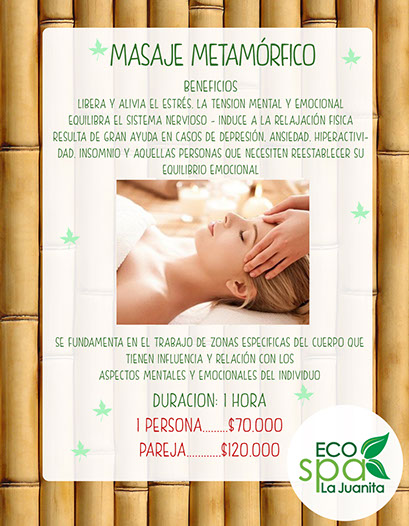 MASAJE METAMÓRFICO
BENEFICIOS
LIBERA Y ALIVIA EL ESTRÉS. LA TENSION MENTAL Y EMOCIONAL
EQUILIBRA EL SISTEMA NERVIOSO - INDUCE A LA RELAJACIÓN FISICA
RESULTA DE GRAN AYUDA EN CASOS DE DEPRESIÓN, ANSIEDAD, HIPERACTIVI-
DAD, INSOMNIO Y AQUELLAS PERSONAS QUE NECESITEN REESTABLECER SU
EQUILIBRIO EMOCIONAL
SE FUNDAMENTA EN EL TRABAJO DE ZONAS ESPECIFICAS DEL CUERPO QUE
TIENEN INFLUENCIA Y RELACIÓN CON LOS
ASPECTOS MENTALES Y EMOCIONALES DEL INDIVIDUO
DURACION: 1 HORA
1 PERSONA.........$70.000
PAREJA............$120.000
ECO
spa
La Juanita